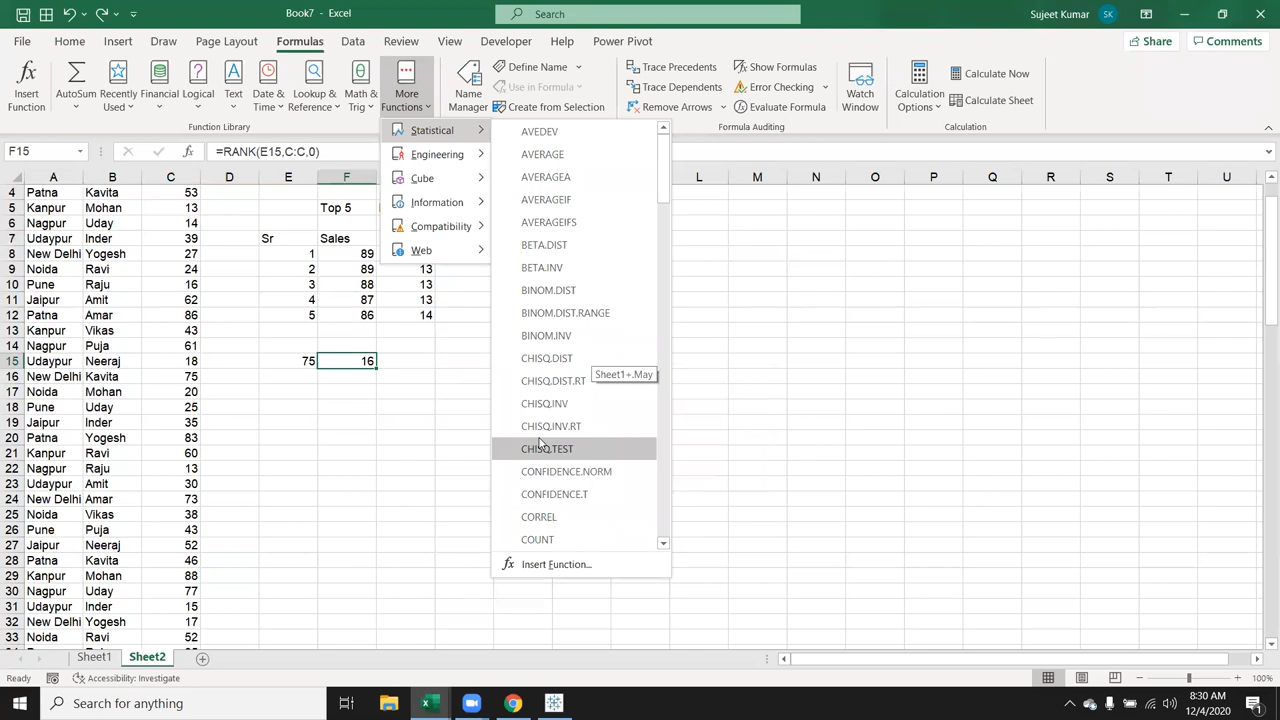 Book7 - Excel
Search
Sujeet Kumar
SK
File Home Insert Draw Page Layout Formulas Data Review View Developer Help Power Pivot
Share Comments
Insert Function
AutoSum
Recently Used
Financial
Logical
Text
Date & Time
Lookup & Reference
Math & Trig
More Functions
Name Manager
Define Name
Use in Formula
Create from Selection
Trace Precedents
Trace Dependents
Remove Arrows
Show Formulas
Error Checking
Evaluate Formula
Watch Window
Calculation Options
Calculate Now
Calculate Sheet
Function Library
Formula Auditing
Calculation
F15
fx
=RANK(E15,C:C,0)
Statistical
Engineering
Cube
Information
Compatibility
Web
AVEDEV
AVERAGE
AVERAGEA
AVERAGEIF
AVERAGEIFS
BETA.DIST
BETA.INV
BINOM.DIST
BINOM.DIST.RANGE
BINOM.INV
CHISQ.DIST
CHISQ.DIST.RT
CHISQ.INV
CHISQ.INV.RT
CHISQ.TEST
CONFIDENCE.NORM
CONFIDENCE.T
CORREL
COUNT
fx Insert Function...
Sheet1+.May
A B C D E F L M N O P Q R S T U
4 Patna Kavita 53
5 Kanpur Mohan 13 Top 5
6 Nagpur Uday 14
7 Udaypur Inder 39 Sr Sales
8 New Delhi Yogesh 27 1 89
9 Noida Ravi 24 2 89 13
10 Pune Raju 16 3 88 13
11 Jaipur Amit 62 4 87 13
12 Patna Amar 86 5 86 14
13 Kanpur Vikas 43
14 Nagpur Puja 61
15 Udaypur Neeraj 18 75 16
16 New Delhi Kavita 75
17 Noida Mohan 20
18 Pune Uday 25
19 Jaipur Inder 35
20 Patna Yogesh 83
21 Kanpur Ravi 60
22 Nagpur Raju 13
23 Udaypur Amit 30
24 New Delhi Amar 73
25 Noida Vikas 38
26 Pune Puja 43
27 Jaipur Neeraj 52
28 Patna Kavita 46
29 Kanpur Mohan 88
30 Nagpur Uday 77
31 Udaypur Inder 15
32 New Delhi Yogesh 17
33 Noida Ravi 52
Sheet1 Sheet2
Ready Accessibility: Investigate 100%
Type here to search
8:30 AM
12/4/2020